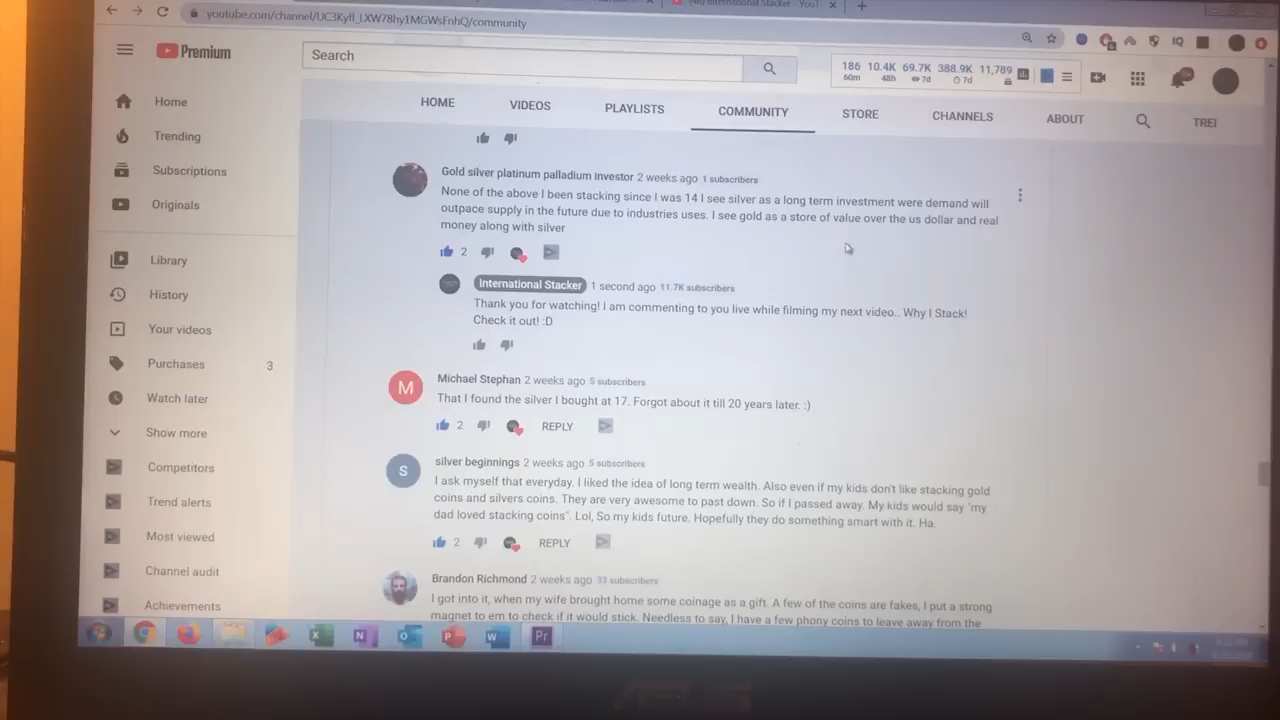 International Stacker - YouT
youtube.com/channel/UC3Kyfl_LXW78hy1MGWsFnhQ/community
Premium
Search
186 10.4K 69.7K 388.9K 11,789
60m 48h 7d 7d
IQ
HOME VIDEOS PLAYLISTS COMMUNITY STORE CHANNELS ABOUT TREI
Home
Trending
Subscriptions
Originals
Library
History
Your videos
Purchases 3
Watch later
Show more
Competitors
Trend alerts
Most viewed
Channel audit
Achievements
Gold silver platinum palladium investor 2 weeks ago 1 subscribers
None of the above I been stacking since I was 14 I see silver as a long term investment were demand will
outpace supply in the future due to industries uses. I see gold as a store of value over the us dollar and real
money along with silver
2
International Stacker 1 second ago 11.7K subscribers
Thank you for watching! I am commenting to you live while filming my next video.. Why I Stack!
Check it out! :D
M
Michael Stephan 2 weeks ago 5 subscribers
That I found the silver I bought at 17. Forgot about it till 20 years later. :)
2 REPLY
S
silver beginnings 2 weeks ago 5 subscribers
I ask myself that everyday. I liked the idea of long term wealth. Also even if my kids don't like stacking gold
coins and silvers coins. They are very awesome to past down. So if I passed away. My kids would say "my
dad loved stacking coins". Lol, So my kids future. Hopefully they do something smart with it. Ha.
2 REPLY
Brandon Richmond 2 weeks ago 33 subscribers
I got into it, when my wife brought home some coinage as a gift. A few of the coins are fakes, I put a strong
magnet to em to check if it would stick. Needless to say, I have a few phony coins to leave away from the
X N O P W Pr
ASUS